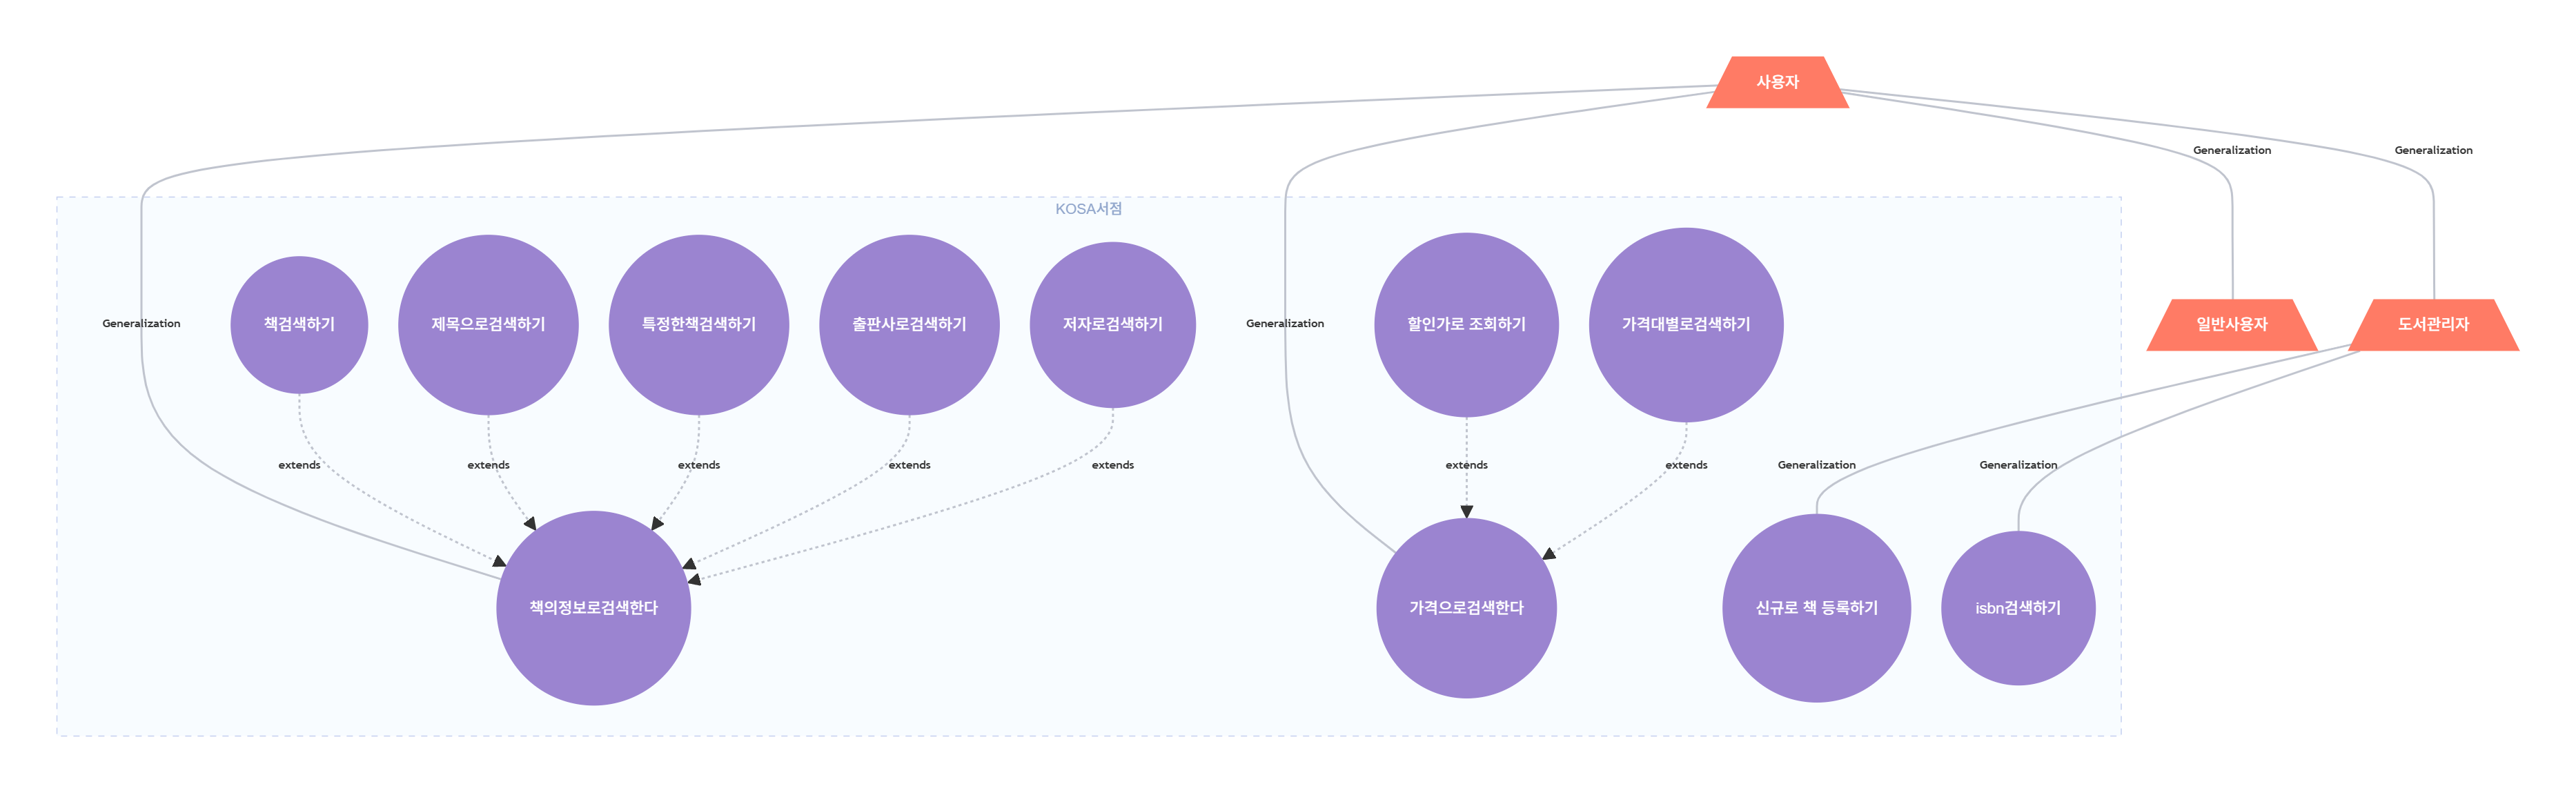 사용자
Generalization
Generalization
KOSA서점
Generalization
책검색하기
제목으로검색하기
특정한책검색하기
출판사로검색하기
저자로검색하기
Generalization
할인가로 조회하기
가격대별로검색하기
일반사용자
도서관리자
extends
extends
extends
extends
extends
extends
extends
Generalization
Generalization
책의정보로검색한다
가격으로검색한다
신규로 책 등록하기
isbn검색하기